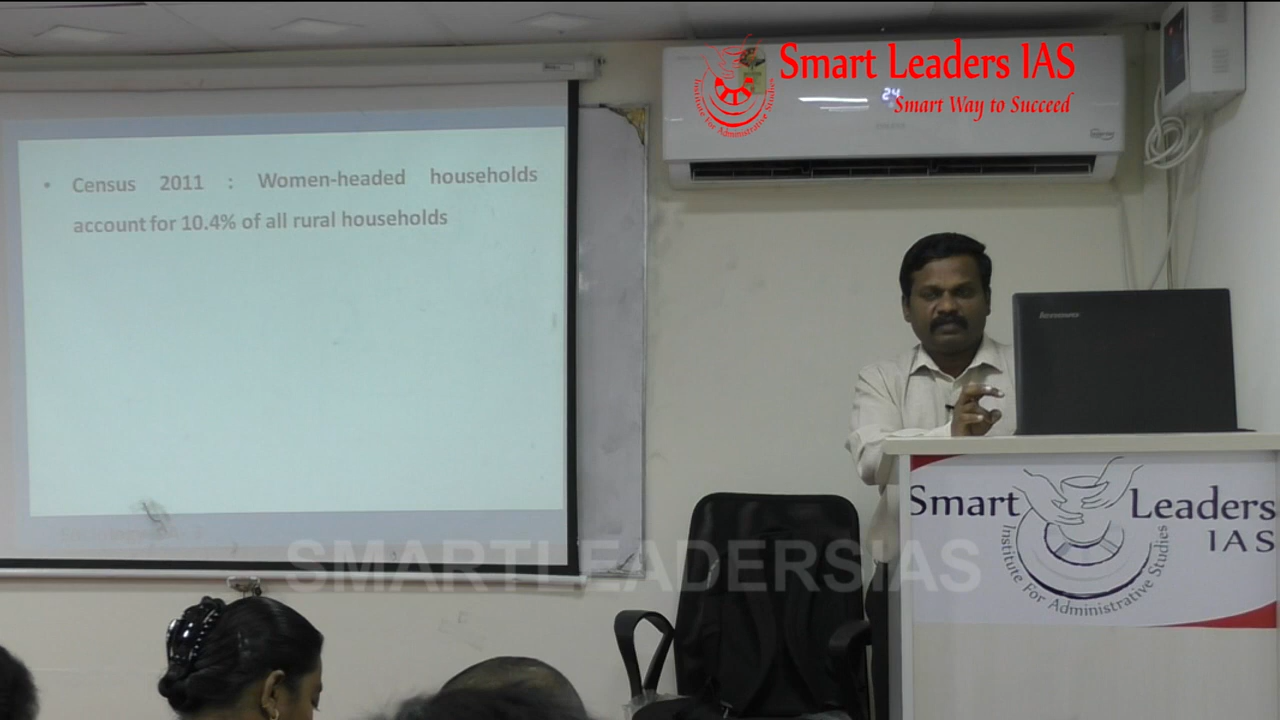 Smart Leaders IAS
Smart Way to Succeed
Institute For Administrative Studies
24
• Census 2011 : Women-headed households
account for 10.4% of all rural households
lenovo
Smart Leaders
IAS
Institute For Administrative Studies
SMARTLEADERSIAS